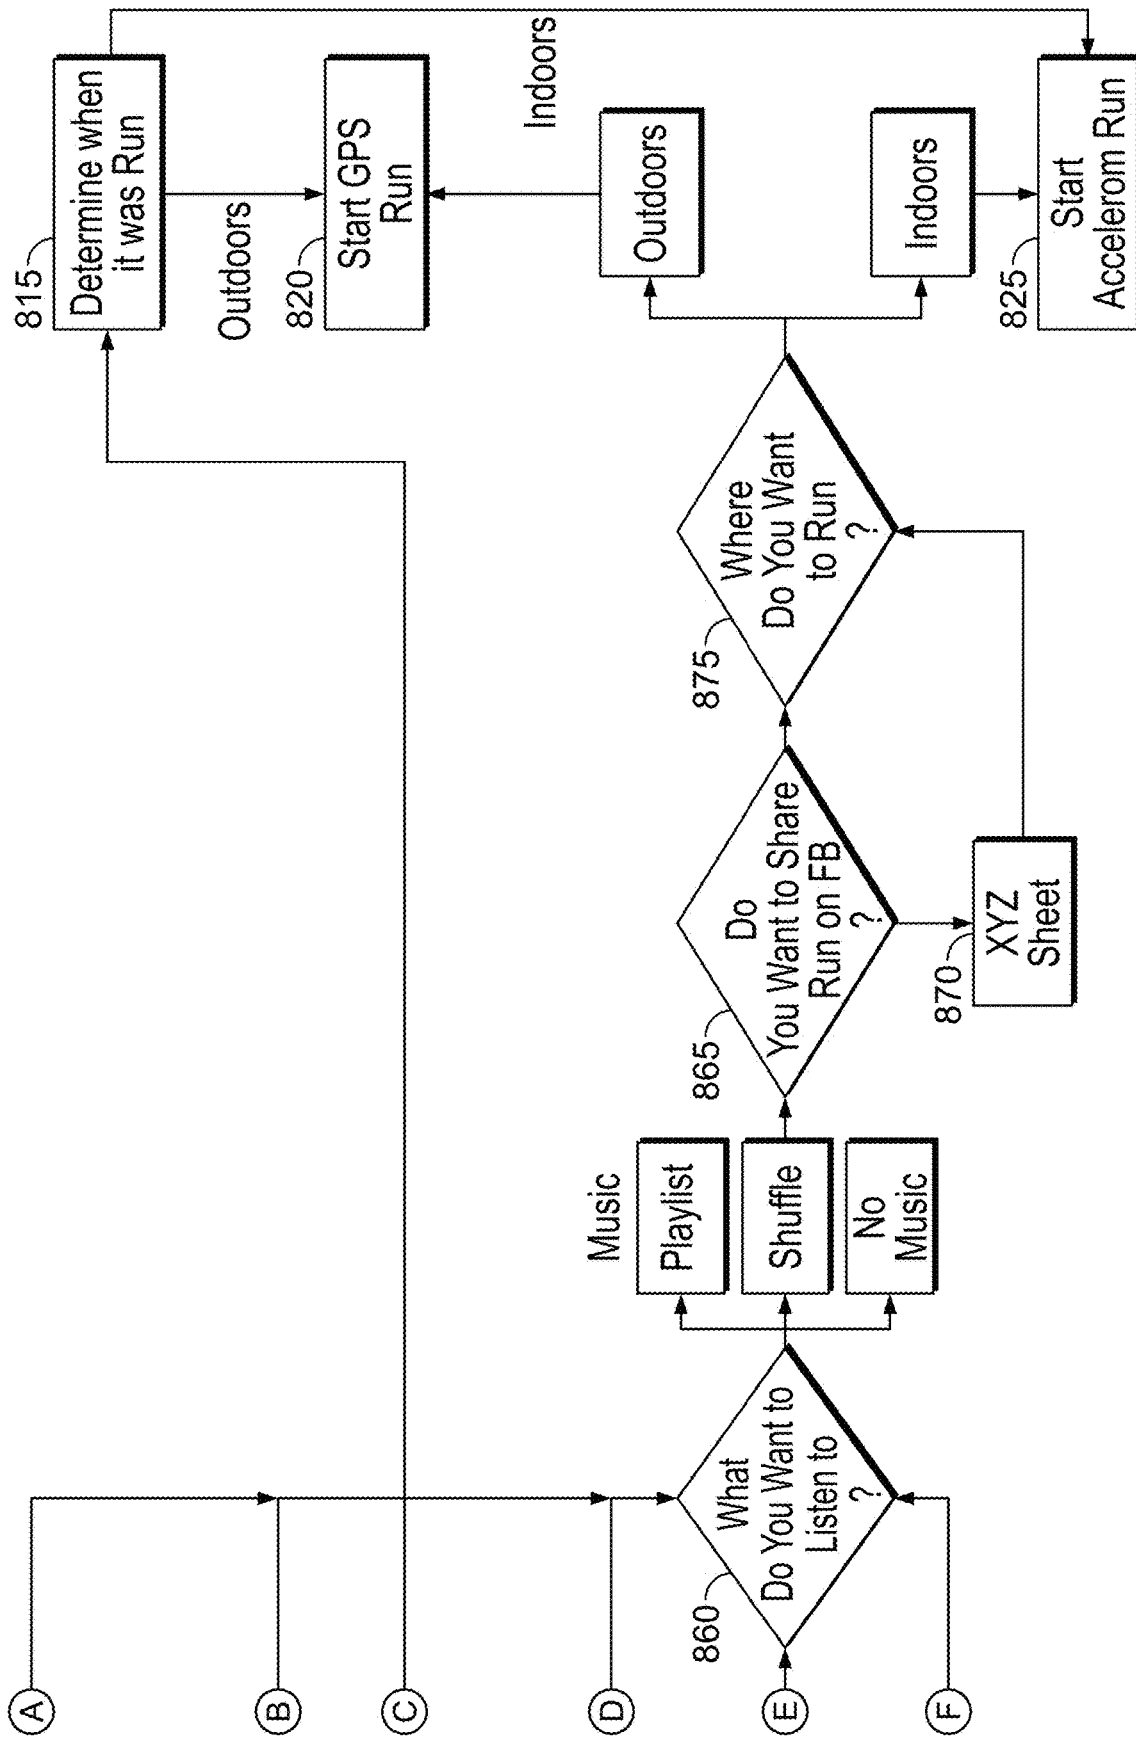 A
815
Determine when
it was Run
Outdoors
B
820
Start GPS
Run
C
Indoors
D
E
F
860
What
Do You Want to
Listen to
?
Music
Playlist
Shuffle
No
Music
865
Do
You Want to Share
Run on FB
?
870
XYZ
Sheet
875
Where
Do You Want
to Run
?
Outdoors
Indoors
825
Start
Accelerom Run